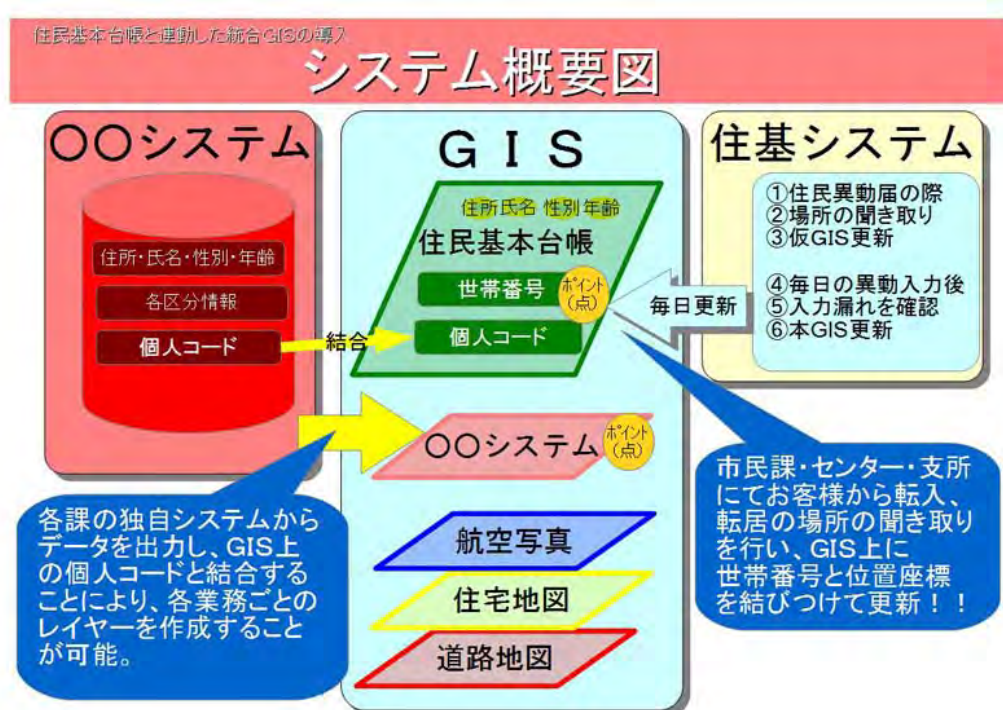 住民基本台帳と連動した統合GISの導入
システム概要図
〇〇システム
住所・氏名・性別・年齢
各区分情報
個人コード
結合
GIS
住所氏名 性別年齢
住民基本台帳
世帯番号
ポイント
(点)
個人コード
〇〇システム
ポイント
(点)
航空写真
住宅地図
道路地図
毎日更新
住基システム
①住民異動届の際
②場所の聞き取り
③仮GIS更新
④毎日の異動入力後
⑤入力漏れを確認
⑥本GIS更新
各課の独自システムから
データを出力し、GIS上
の個人コードと結合する
ことにより、各業務ごとの
レイヤーを作成すること
が可能。
市民課・センター・支所
にてお客様から転入、
転居の場所の聞き取り
を行い、GIS上に
世帯番号と位置座標
を結びつけて更新！！